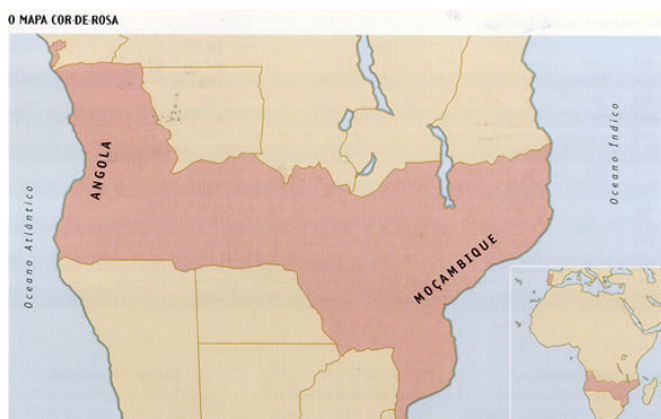 O MAPA COR-DE-ROSA
ANGOLA
MOÇAMBIQUE
Oceano Atlântico
Oceano Índico